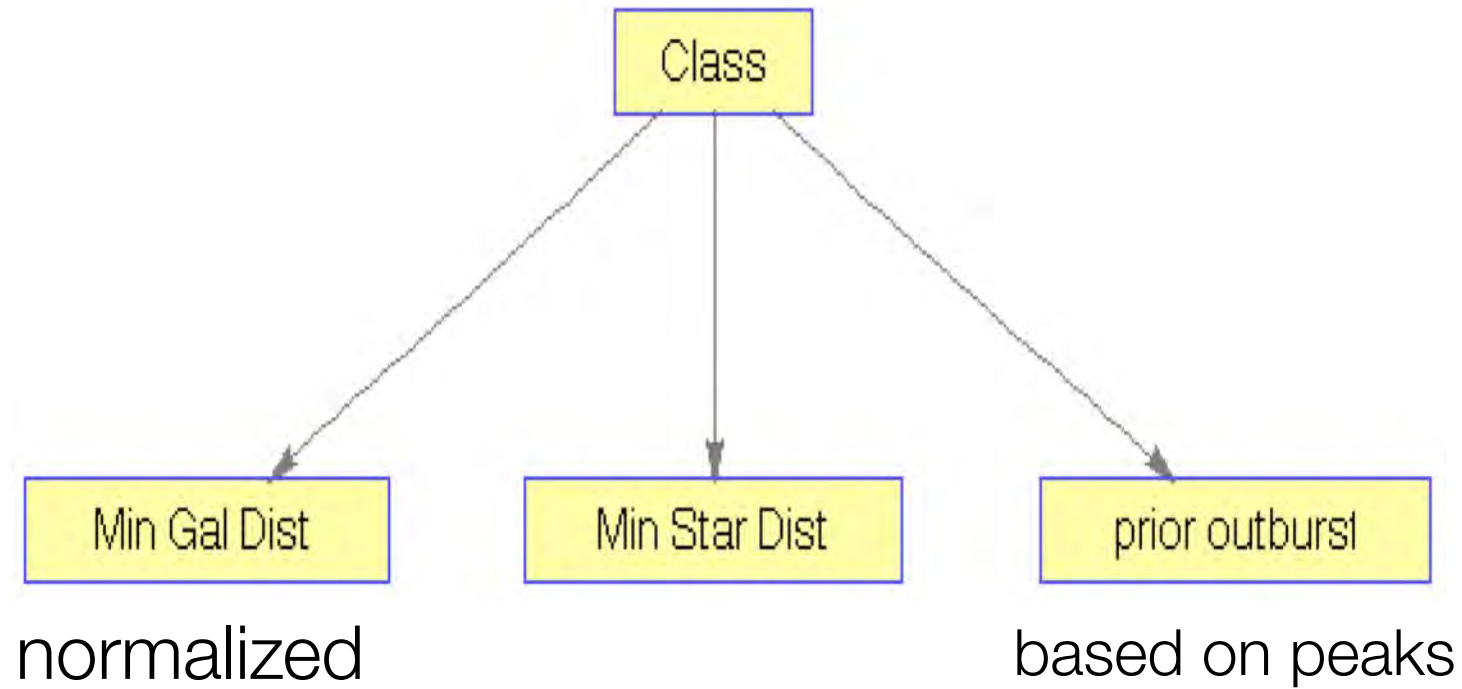 Class
Min Gal Dist
Min Star Dist
prior outburst
normalized
based on peaks